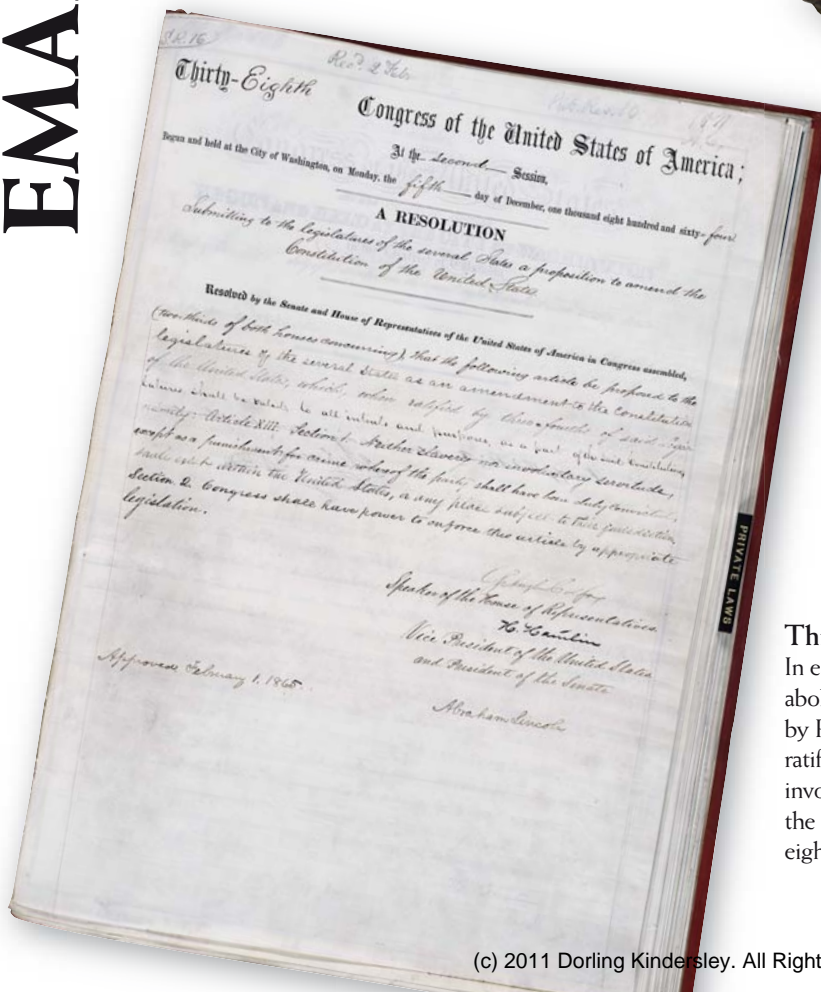 EMA
S.R. 16
Rec'd. 2 Feb.
Thirty-Eighth
Congress of the United States of America;
At the second Session,
Begun and held at the City of Washington, on Monday, the fifth day of December, one thousand eight hundred and sixty-four
A RESOLUTION
Submitting to the legislatures of the several States a proposition to amend the
Constitution of the United States
Resolved by the Senate and House of Representatives of the United States of America in Congress assembled,
(two-thirds of both houses concurring), that the following article be proposed to the
legislatures of the several States as an amendment to the Constitution
of the United States, which, when ratified by three-fourths of said legis
latures shall be valid, to all intents and purposes, as a part of the said Constitution,
namely: Article XIII. Section 1. Neither slavery nor involuntary servitude,
except as a punishment for crime whereof the party shall have been duly convicted,
shall exist within the United States, or any place subject to their jurisdiction.
Section 2. Congress shall have power to enforce this article by appropriate
legislation.
Schuyler Colfax
Speaker of the House of Representatives.
H. Hamlin
Vice President of the United States
and President of the Senate
Approved February 1, 1865.
Abraham Lincoln
PRIVATE LAWS
Th
In e
abol
by
ratif
invo
the
eigh
(c) 2011 Dorling Kindersley. All Right